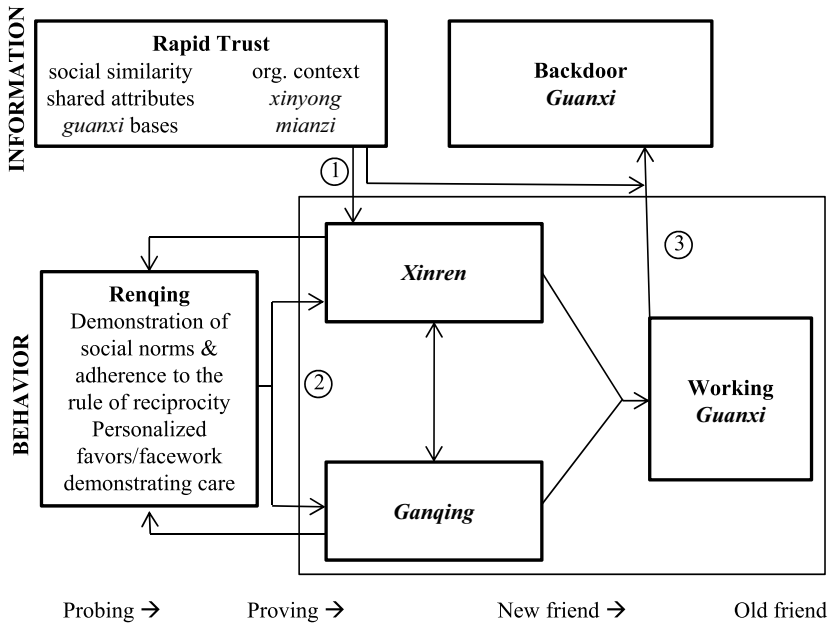 INFORMATION
Rapid Trust
social similarity
shared attributes
guanxi bases
org. context
xinyong
mianzi
Backdoor
Guanxi
1
3
BEHAVIOR
Renqing
Demonstration of
social norms &
adherence to the
rule of reciprocity
Personalized
favors/facework
demonstrating care
2
Xinren
Ganqing
Working
Guanxi
Probing → Proving → New friend → Old friend